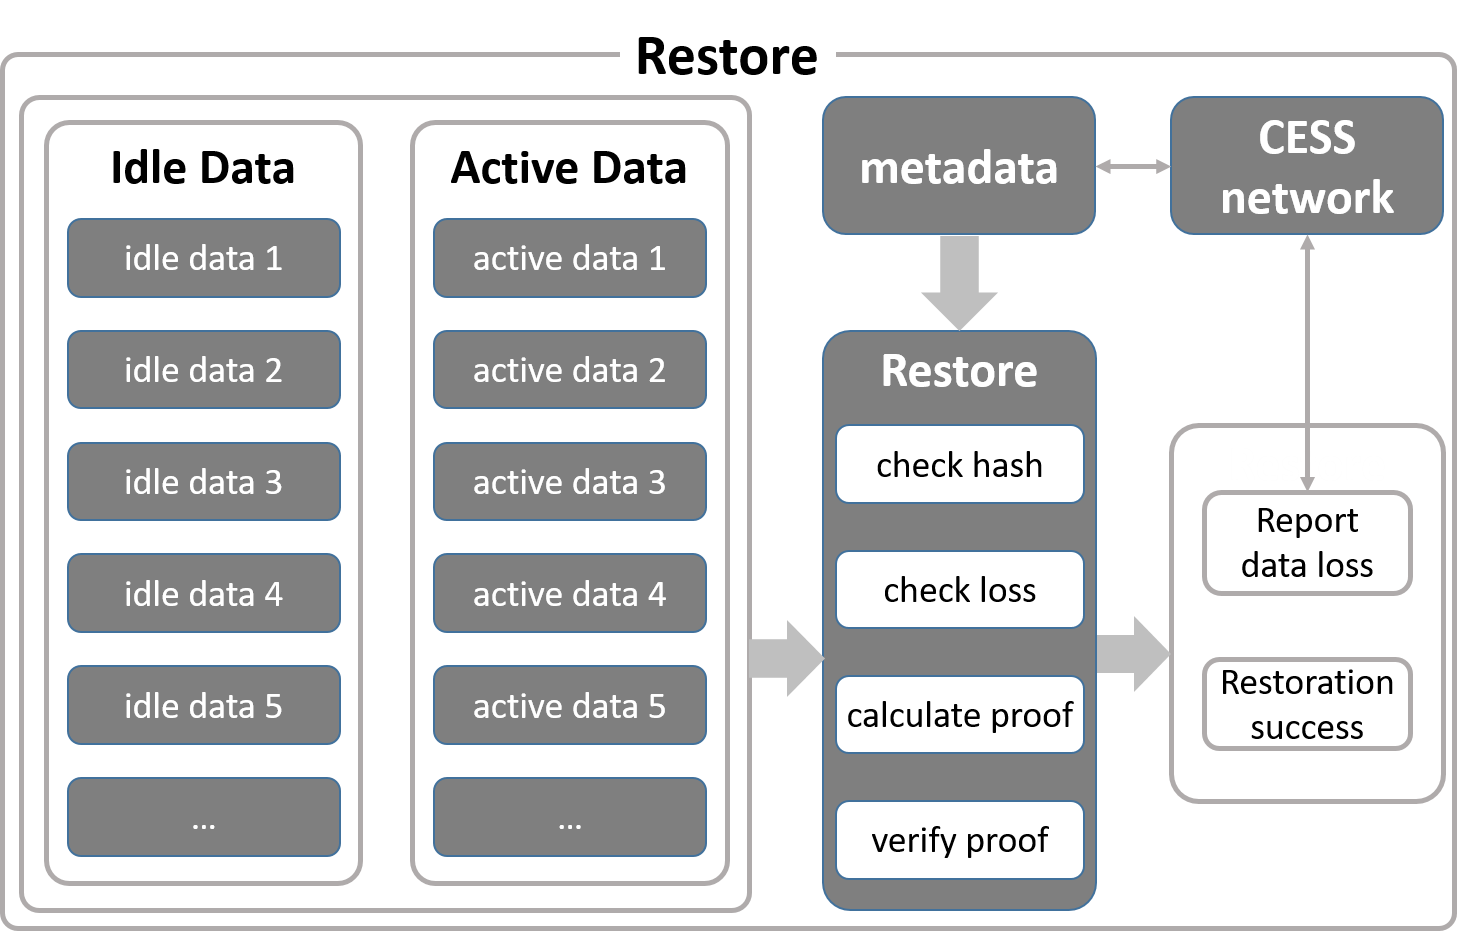 Restore
Idle Data
idle data 1
idle data 2
idle data 3
idle data 4
idle data 5
...
Active Data
active data 1
active data 2
active data 3
active data 4
active data 5
...
metadata
CESS
network
Restore
check hash
check loss
calculate proof
verify proof
Report
data loss
Restoration
success